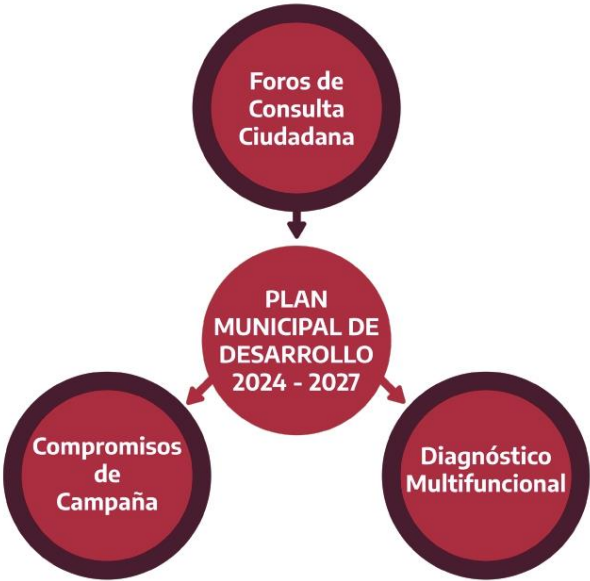 Foros de
Consulta
Ciudadana
PLAN
MUNICIPAL DE
DESARROLLO
2024 - 2027
Compromisos
de
Campaña
Diagnóstico
Multifuncional